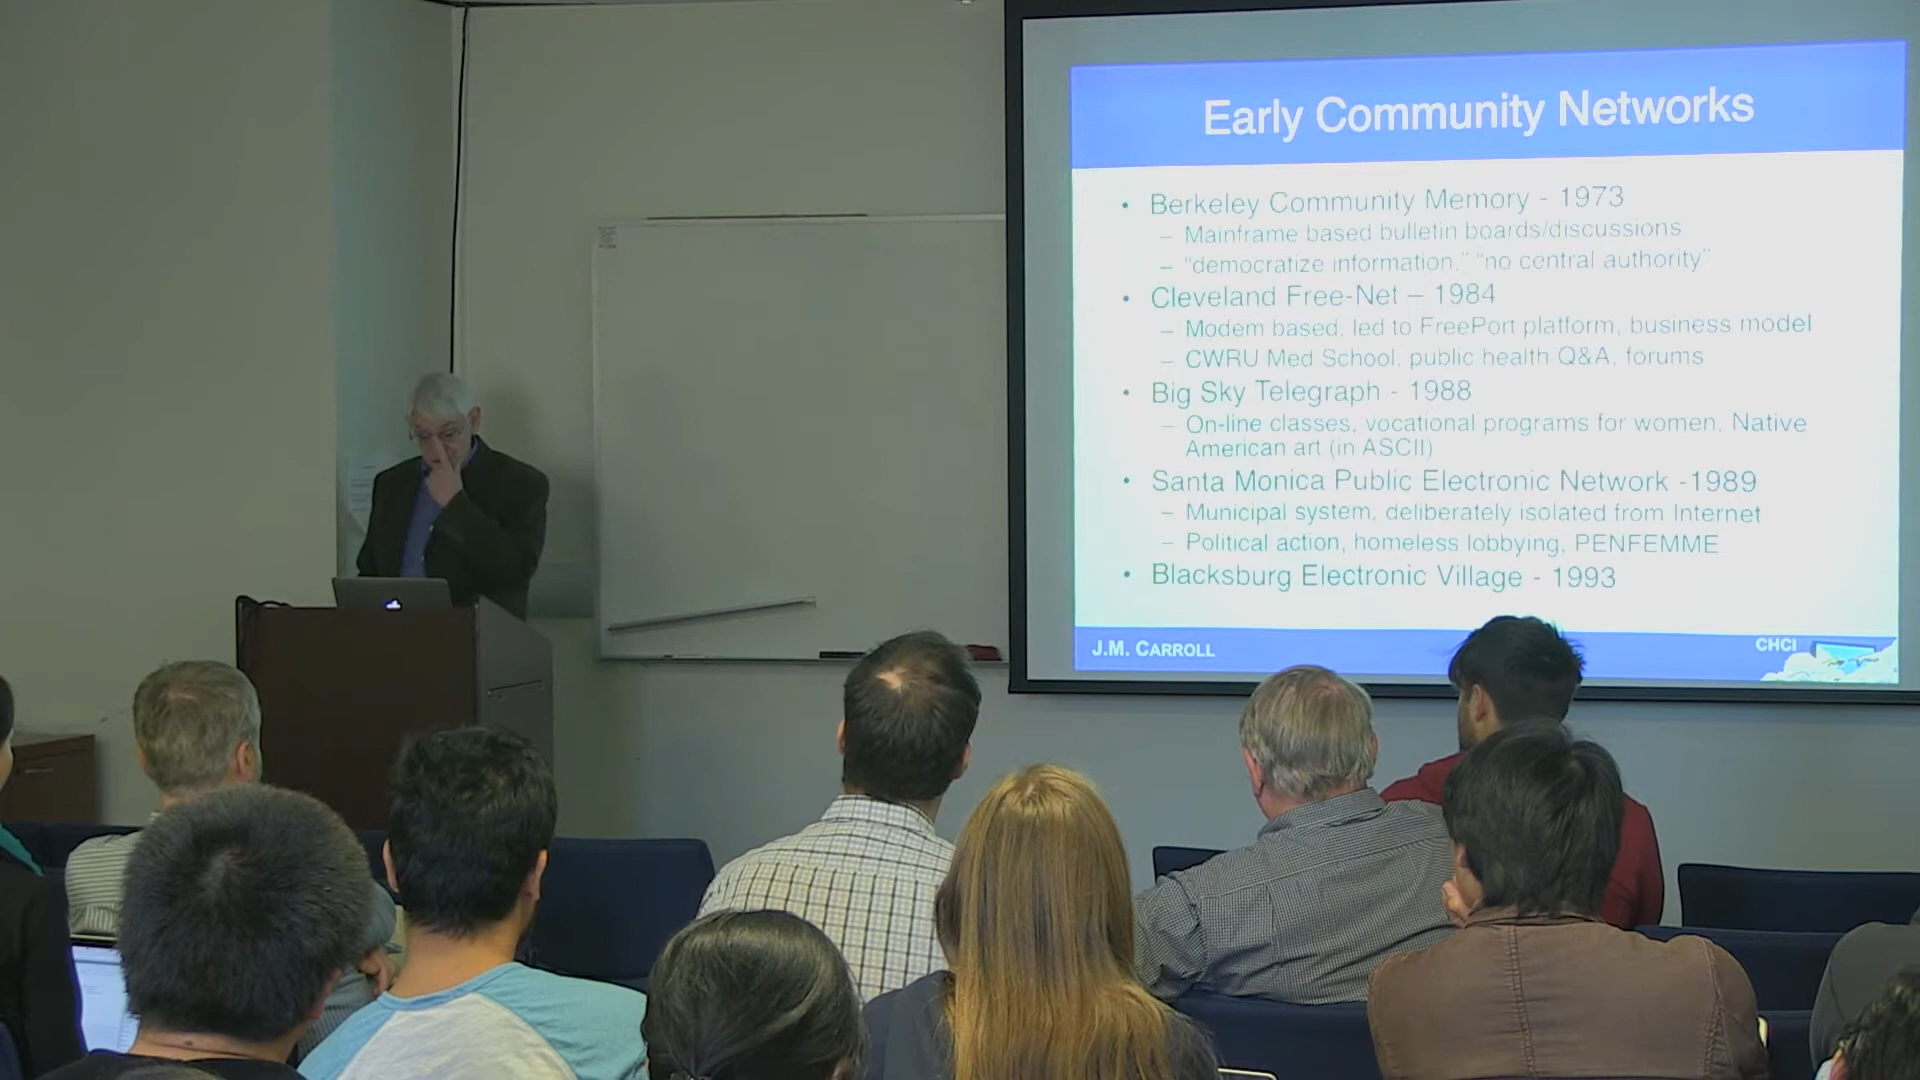 Early Community Networks
• Berkeley Community Memory - 1973
– Mainframe based bulletin boards/discussions
– "democratize information," "no central authority"
• Cleveland Free-Net – 1984
– Modem based, led to FreePort platform, business model
– CWRU Med School, public health Q&A, forums
• Big Sky Telegraph - 1988
– On-line classes, vocational programs for women, Native
American art (in ASCII)
• Santa Monica Public Electronic Network -1989
– Municipal system, deliberately isolated from Internet
– Political action, homeless lobbying, PENFEMME
• Blacksburg Electronic Village - 1993
J.M. CARROLL
CHCI